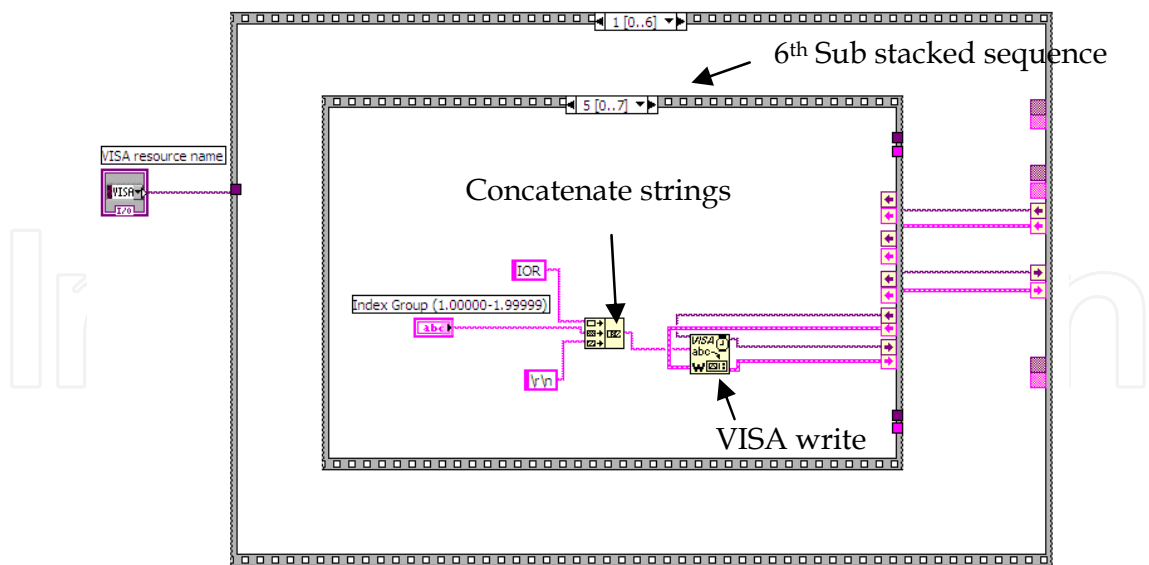 1 [0..6]
6th Sub stacked sequence
5 [0..7]
VISA resource name
VISA
I/O
Concatenate strings
IOR
Index Group (1.00000-1.99999)
abc
\r\n
VISA
abc
W
VISA write